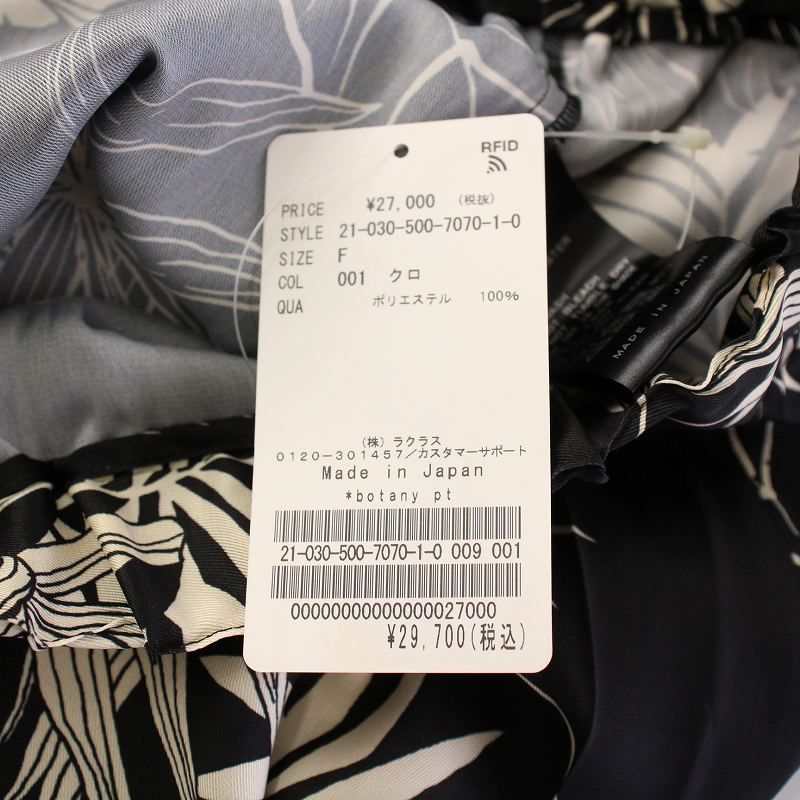 RFID
PRICE ¥27,000 (税抜)
STYLE 21-030-500-7070-1-0
SIZE F
COL 001 クロ
QUA ポリエステル 100%
(株) ラクラス
0120-301457/カスタマーサポート
Made in Japan
*botany pt
21-030-500-7070-1-0 009 001
00000000000000027000
¥29,700(税込)
MADE IN JAPAN
BLEACH